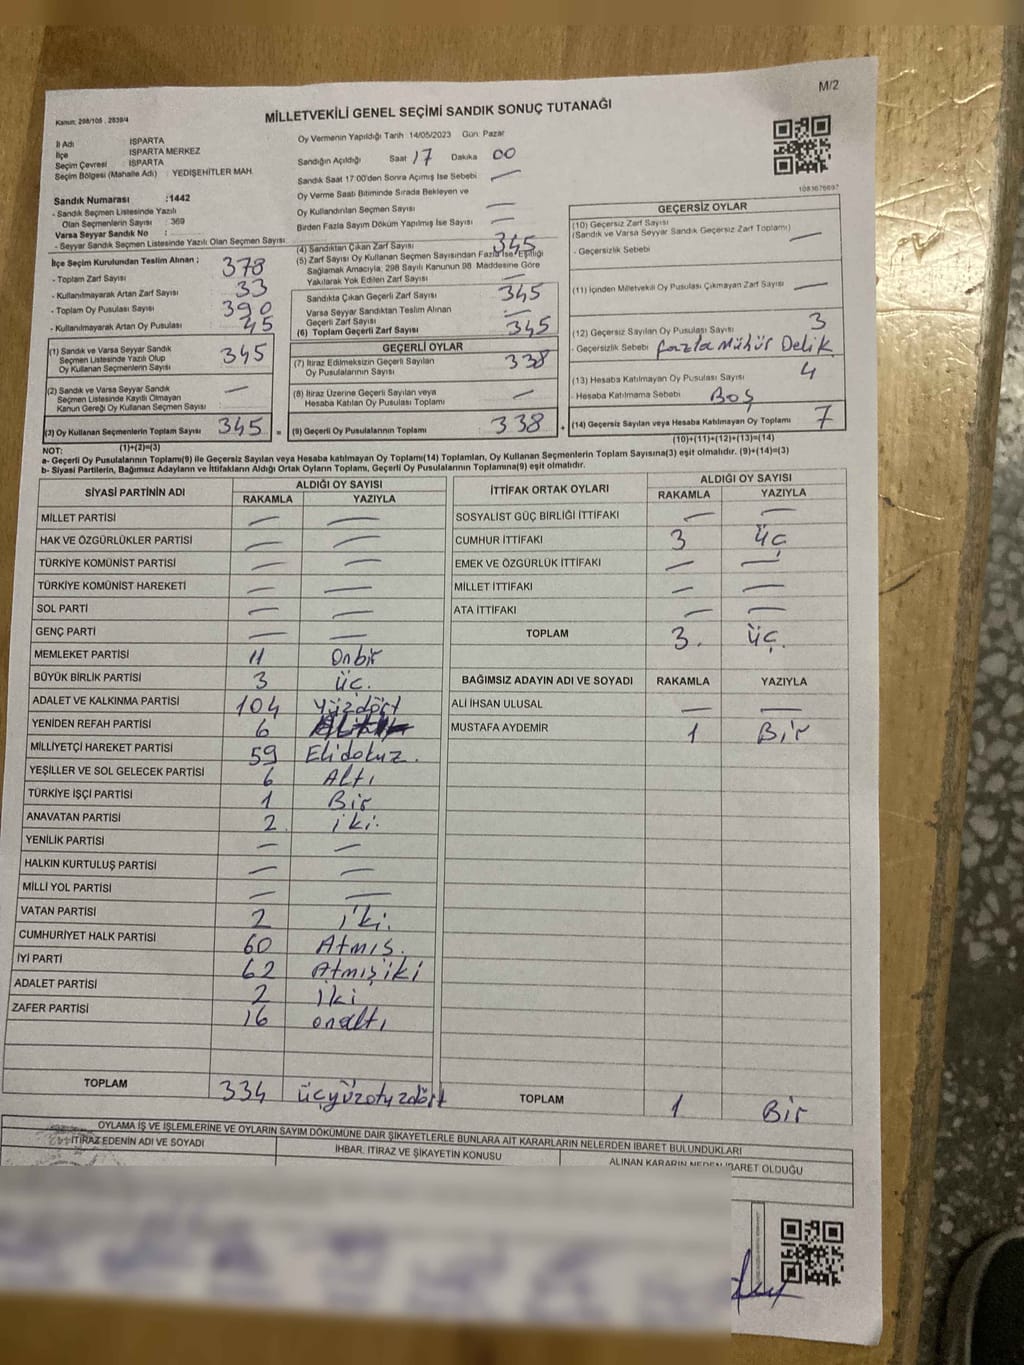 M/2
Kanun: 298/105 , 2839/4
MİLLETVEKİLİ GENEL SEÇİMİ SANDIK SONUÇ TUTANAĞI
İl Adı ISPARTA
İlçe ISPARTA MERKEZ
Seçim Çevresi ISPARTA
Seçim Bölgesi (Mahalle Adı) : YEDİŞEHİTLER MAH.
Sandık Numarası :1442
- Sandık Seçmen Listesinde Yazılı
Olan Seçmenlerin Sayısı : 369
Varsa Seyyar Sandık No :
- Seyyar Sandık Seçmen Listesinde Yazılı Olan Seçmen Sayısı
İlçe Seçim Kurulundan Teslim Alınan ;
- Toplam Zarf Sayısı 378
- Kullanılmayarak Artan Zarf Sayısı 33
- Toplam Oy Pusulası Sayısı 390
- Kullanılmayarak Artan Oy Pusulası 45
(1) Sandık ve Varsa Seyyar Sandık
Seçmen Listesinde Yazılı Olup
Oy Kullanan Seçmenlerin Sayısı 345
(2) Sandık ve Varsa Seyyar Sandık
Seçmen Listesinde Kayıtlı Olmayan
Kanun Gereği Oy Kullanan Seçmen Sayısı —
(3) Oy Kullanan Seçmenlerin Toplam Sayısı 345 =
(1)+(2)=(3)
Oy Vermenin Yapıldığı Tarih :14/05/2023 Gün: Pazar
Sandığın Açıldığı Saat 17 Dakika 00
Sandık Saat 17:00'den Sonra Açılmış İse Sebebi —
Oy Verme Saati Bitiminde Sırada Bekleyen ve
Oy Kullandırılan Seçmen Sayısı —
Birden Fazla Sayım Döküm Yapılmış İse Sayısı —
(4) Sandıktan Çıkan Zarf Sayısı 345
(5) Zarf Sayısı Oy Kullanan Seçmen Sayısından Fazla İse, Eşitliği
Sağlamak Amacıyla, 298 Sayılı Kanunun 98. Maddesine Göre
Yakılarak Yok Edilen Zarf Sayısı —
Sandıkta Çıkan Geçerli Zarf Sayısı 345
Varsa Seyyar Sandıktan Teslim Alınan
Geçerli Zarf Sayısı —
(6) Toplam Geçerli Zarf Sayısı 345
GEÇERLİ OYLAR
(7) İtiraz Edilmeksizin Geçerli Sayılan
Oy Pusulalarının Sayısı 338
(8) İtiraz Üzerine Geçerli Sayılan veya
Hesaba Katılan Oy Pusulası Toplamı —
(9) Geçerli Oy Pusulalarının Toplamı 338 +
1083676697
GEÇERSİZ OYLAR
(10) Geçersiz Zarf Sayısı
(Sandık ve Varsa Seyyar Sandık Geçersiz Zarf Toplamı) —
- Geçersizlik Sebebi
(11) İçinden Milletvekili Oy Pusulası Çıkmayan Zarf Sayısı —
(12) Geçersiz Sayılan Oy Pusulası Sayısı 3
- Geçersizlik Sebebi fazla Mühür Delik
(13) Hesaba Katılmayan Oy Pusulası Sayısı 4
- Hesaba Katılmama Sebebi Boş
(14) Geçersiz Sayılan veya Hesaba Katılmayan Oy Toplamı 7
(10)+(11)+(12)+(13)=(14)
NOT:
a- Geçerli Oy Pusulalarının Toplamı(9) ile Geçersiz Sayılan veya Hesaba Katılmayan Oy Toplamı(14) Toplamları, Oy Kullanan Seçmenlerin Toplam Sayısına(3) eşit olmalıdır. (9)+(14)=(3)
b- Siyasi Partilerin, Bağımsız Adayların ve İttifakların Aldığı Ortak Oyların Toplamı, Geçerli Oy Pusulalarının Toplamına(9) eşit olmalıdır.
SİYASİ PARTİNİN ADI ALDIĞI OY SAYISI
RAKAMLA YAZIYLA
MİLLET PARTİSİ — —
HAK VE ÖZGÜRLÜKLER PARTİSİ — —
TÜRKİYE KOMÜNİST PARTİSİ — —
TÜRKİYE KOMÜNİST HAREKETİ — —
SOL PARTİ — —
GENÇ PARTİ — —
MEMLEKET PARTİSİ 11 Onbir
BÜYÜK BİRLİK PARTİSİ 3 üç.
ADALET VE KALKINMA PARTİSİ 104 Yüzdört
YENİDEN REFAH PARTİSİ 6
MİLLİYETÇİ HAREKET PARTİSİ 59 Elidokuz.
YEŞİLLER VE SOL GELECEK PARTİSİ 6 Altı
TÜRKİYE İŞÇİ PARTİSİ 1 Bir
ANAVATAN PARTİSİ 2. iki.
YENİLİK PARTİSİ — —
HALKIN KURTULUŞ PARTİSİ — —
MİLLİ YOL PARTİSİ — —
VATAN PARTİSİ 2 iki.
CUMHURİYET HALK PARTİSİ 60 Atmış.
İYİ PARTİ 62 Atmışiki
ADALET PARTİSİ 2 iki
ZAFER PARTİSİ 16 onaltı
TOPLAM 334 üçyüzotuzdört
İTTİFAK ORTAK OYLARI ALDIĞI OY SAYISI
RAKAMLA YAZIYLA
SOSYALİST GÜÇ BİRLİĞİ İTTİFAKI — —
CUMHUR İTTİFAKI 3 üç
EMEK VE ÖZGÜRLÜK İTTİFAKI — —
MİLLET İTTİFAKI — —
ATA İTTİFAKI — —
TOPLAM 3. üç.
BAĞIMSIZ ADAYIN ADI VE SOYADI RAKAMLA YAZIYLA
ALİ İHSAN ULUSAL — —
MUSTAFA AYDEMİR 1 Bir
TOPLAM 1 Bir
OYLAMA İŞ VE İŞLEMLERİNE VE OYLARIN SAYIM DÖKÜMÜNE DAİR ŞİKAYETLERLE BUNLARA AİT KARARLARIN NELERDEN İBARET BULUNDUKLARI
İTİRAZ EDENİN ADI VE SOYADI
İHBAR, İTİRAZ VE ŞİKAYETİN KONUSU
ALINAN KARARIN NEDEN İBARET OLDUĞU